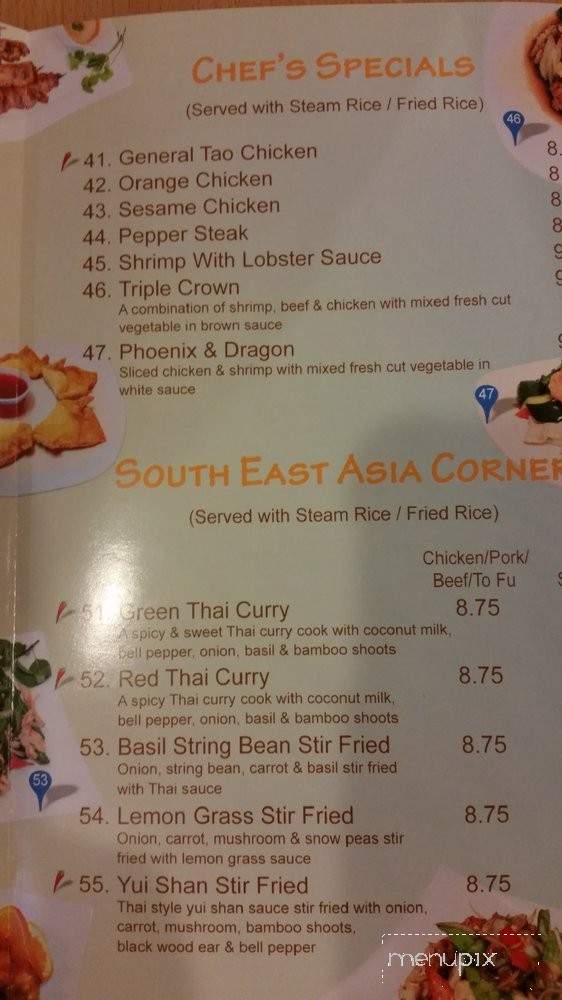 CHEF'S SPECIALS
(Served with Steam Rice / Fried Rice)
46
41. General Tao Chicken 8.
42. Orange Chicken 8
43. Sesame Chicken 8
44. Pepper Steak 8
45. Shrimp With Lobster Sauce 9
46. Triple Crown 9
A combination of shrimp, beef & chicken with mixed fresh cut
vegetable in brown sauce
47. Phoenix & Dragon 9
Sliced chicken & shrimp with mixed fresh cut vegetable in
white sauce
47
SOUTH EAST ASIA CORNER
(Served with Steam Rice / Fried Rice)
Chicken/Pork/
Beef/To Fu
51. Green Thai Curry 8.75
A spicy & sweet Thai curry cook with coconut milk,
bell pepper, onion, basil & bamboo shoots
52. Red Thai Curry 8.75
A spicy Thai curry cook with coconut milk,
bell pepper, onion, basil & bamboo shoots
53. Basil String Bean Stir Fried 8.75
Onion, string bean, carrot & basil stir fried
with Thai sauce
53
54. Lemon Grass Stir Fried 8.75
Onion, carrot, mushroom & snow peas stir
fried with lemon grass sauce
55. Yui Shan Stir Fried 8.75
Thai style yui shan sauce stir fried with onion,
carrot, mushroom, bamboo shoots,
black wood ear & bell pepper
menupix